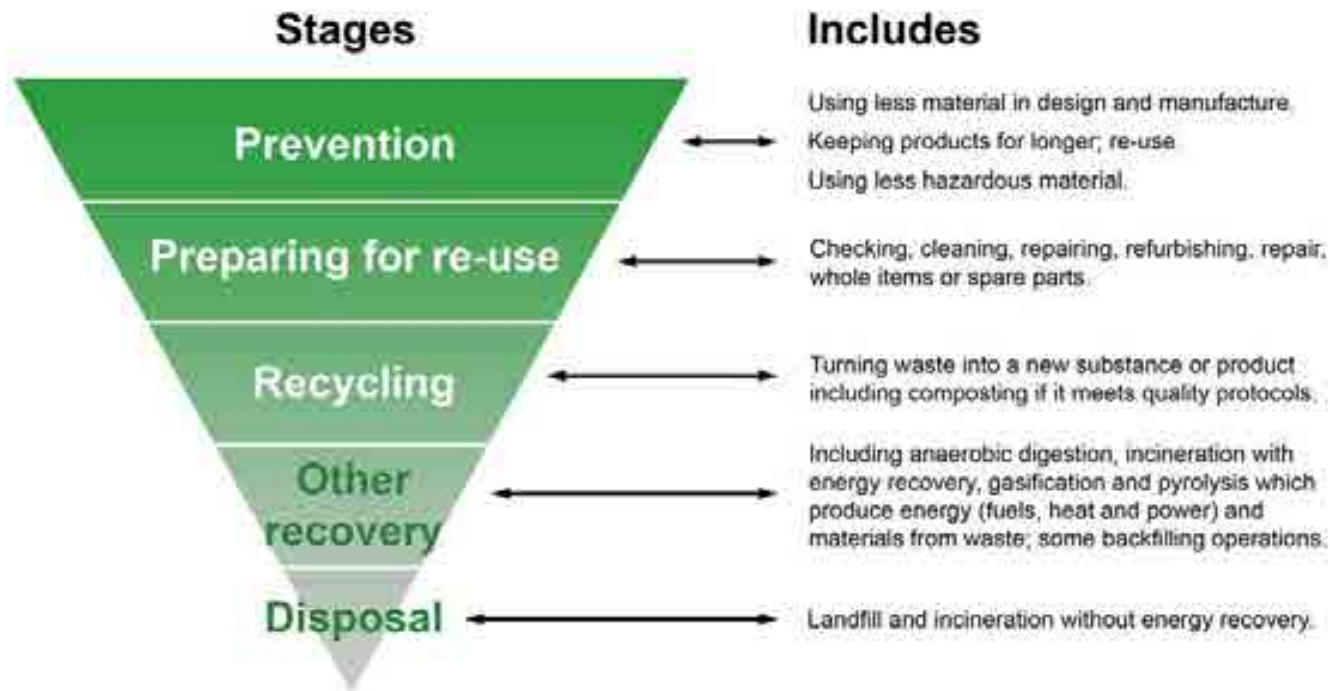 Stages
Includes
Prevention
Using less material in design and manufacture.
Keeping products for longer; re-use.
Using less hazardous material.
Preparing for re-use
Checking, cleaning, repairing, refurbishing, repair,
whole items or spare parts.
Recycling
Turning waste into a new substance or product
including composting if it meets quality protocols.
Other
recovery
Including anaerobic digestion, incineration with
energy recovery, gasification and pyrolysis which
produce energy (fuels, heat and power) and
materials from waste; some backfilling operations.
Disposal
Landfill and incineration without energy recovery.